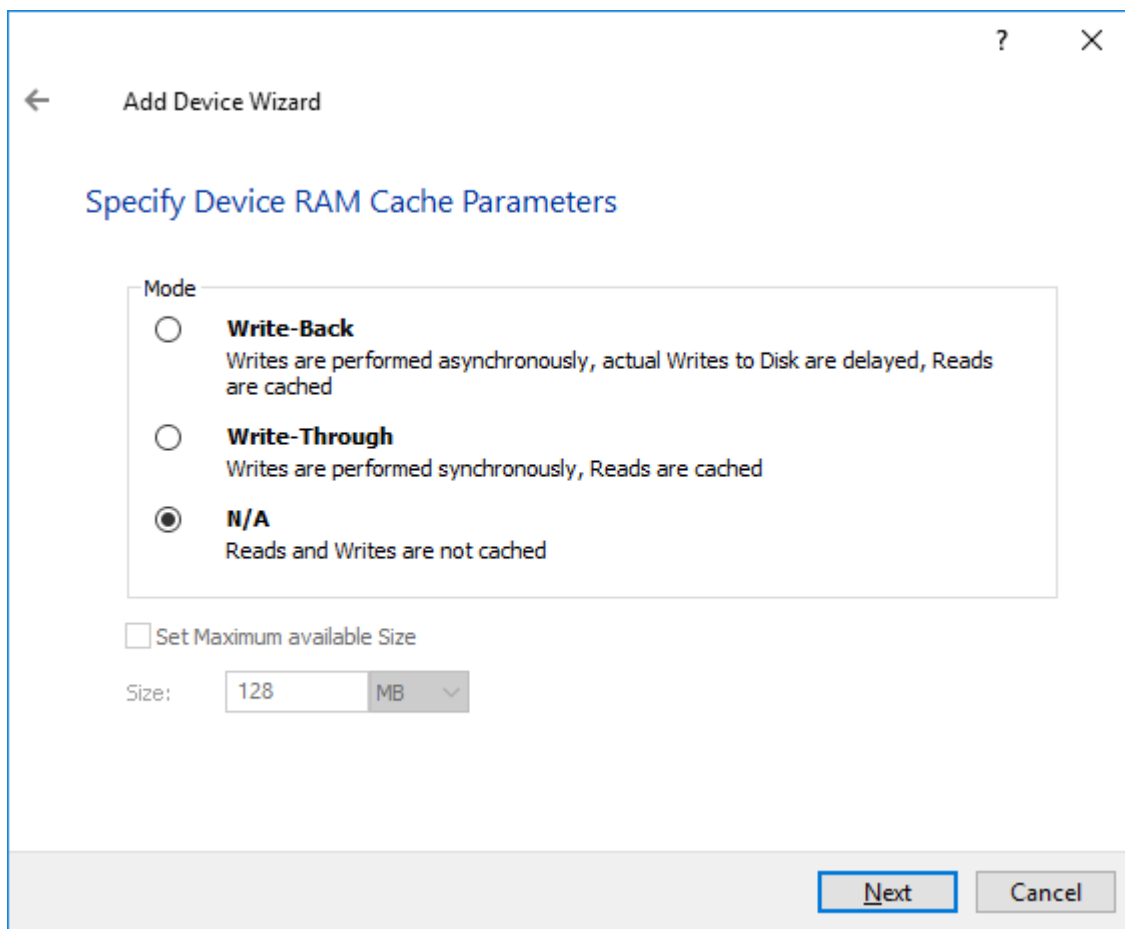 ?
Add Device Wizard
Specify Device RAM Cache Parameters
Mode
Write-Back
Writes are performed asynchronously, actual Writes to Disk are delayed, Reads
are cached
Write-Through
Writes are performed synchronously, Reads are cached
N/A
Reads and Writes are not cached
Set Maximum available Size
Size: 128 MB
Next Cancel